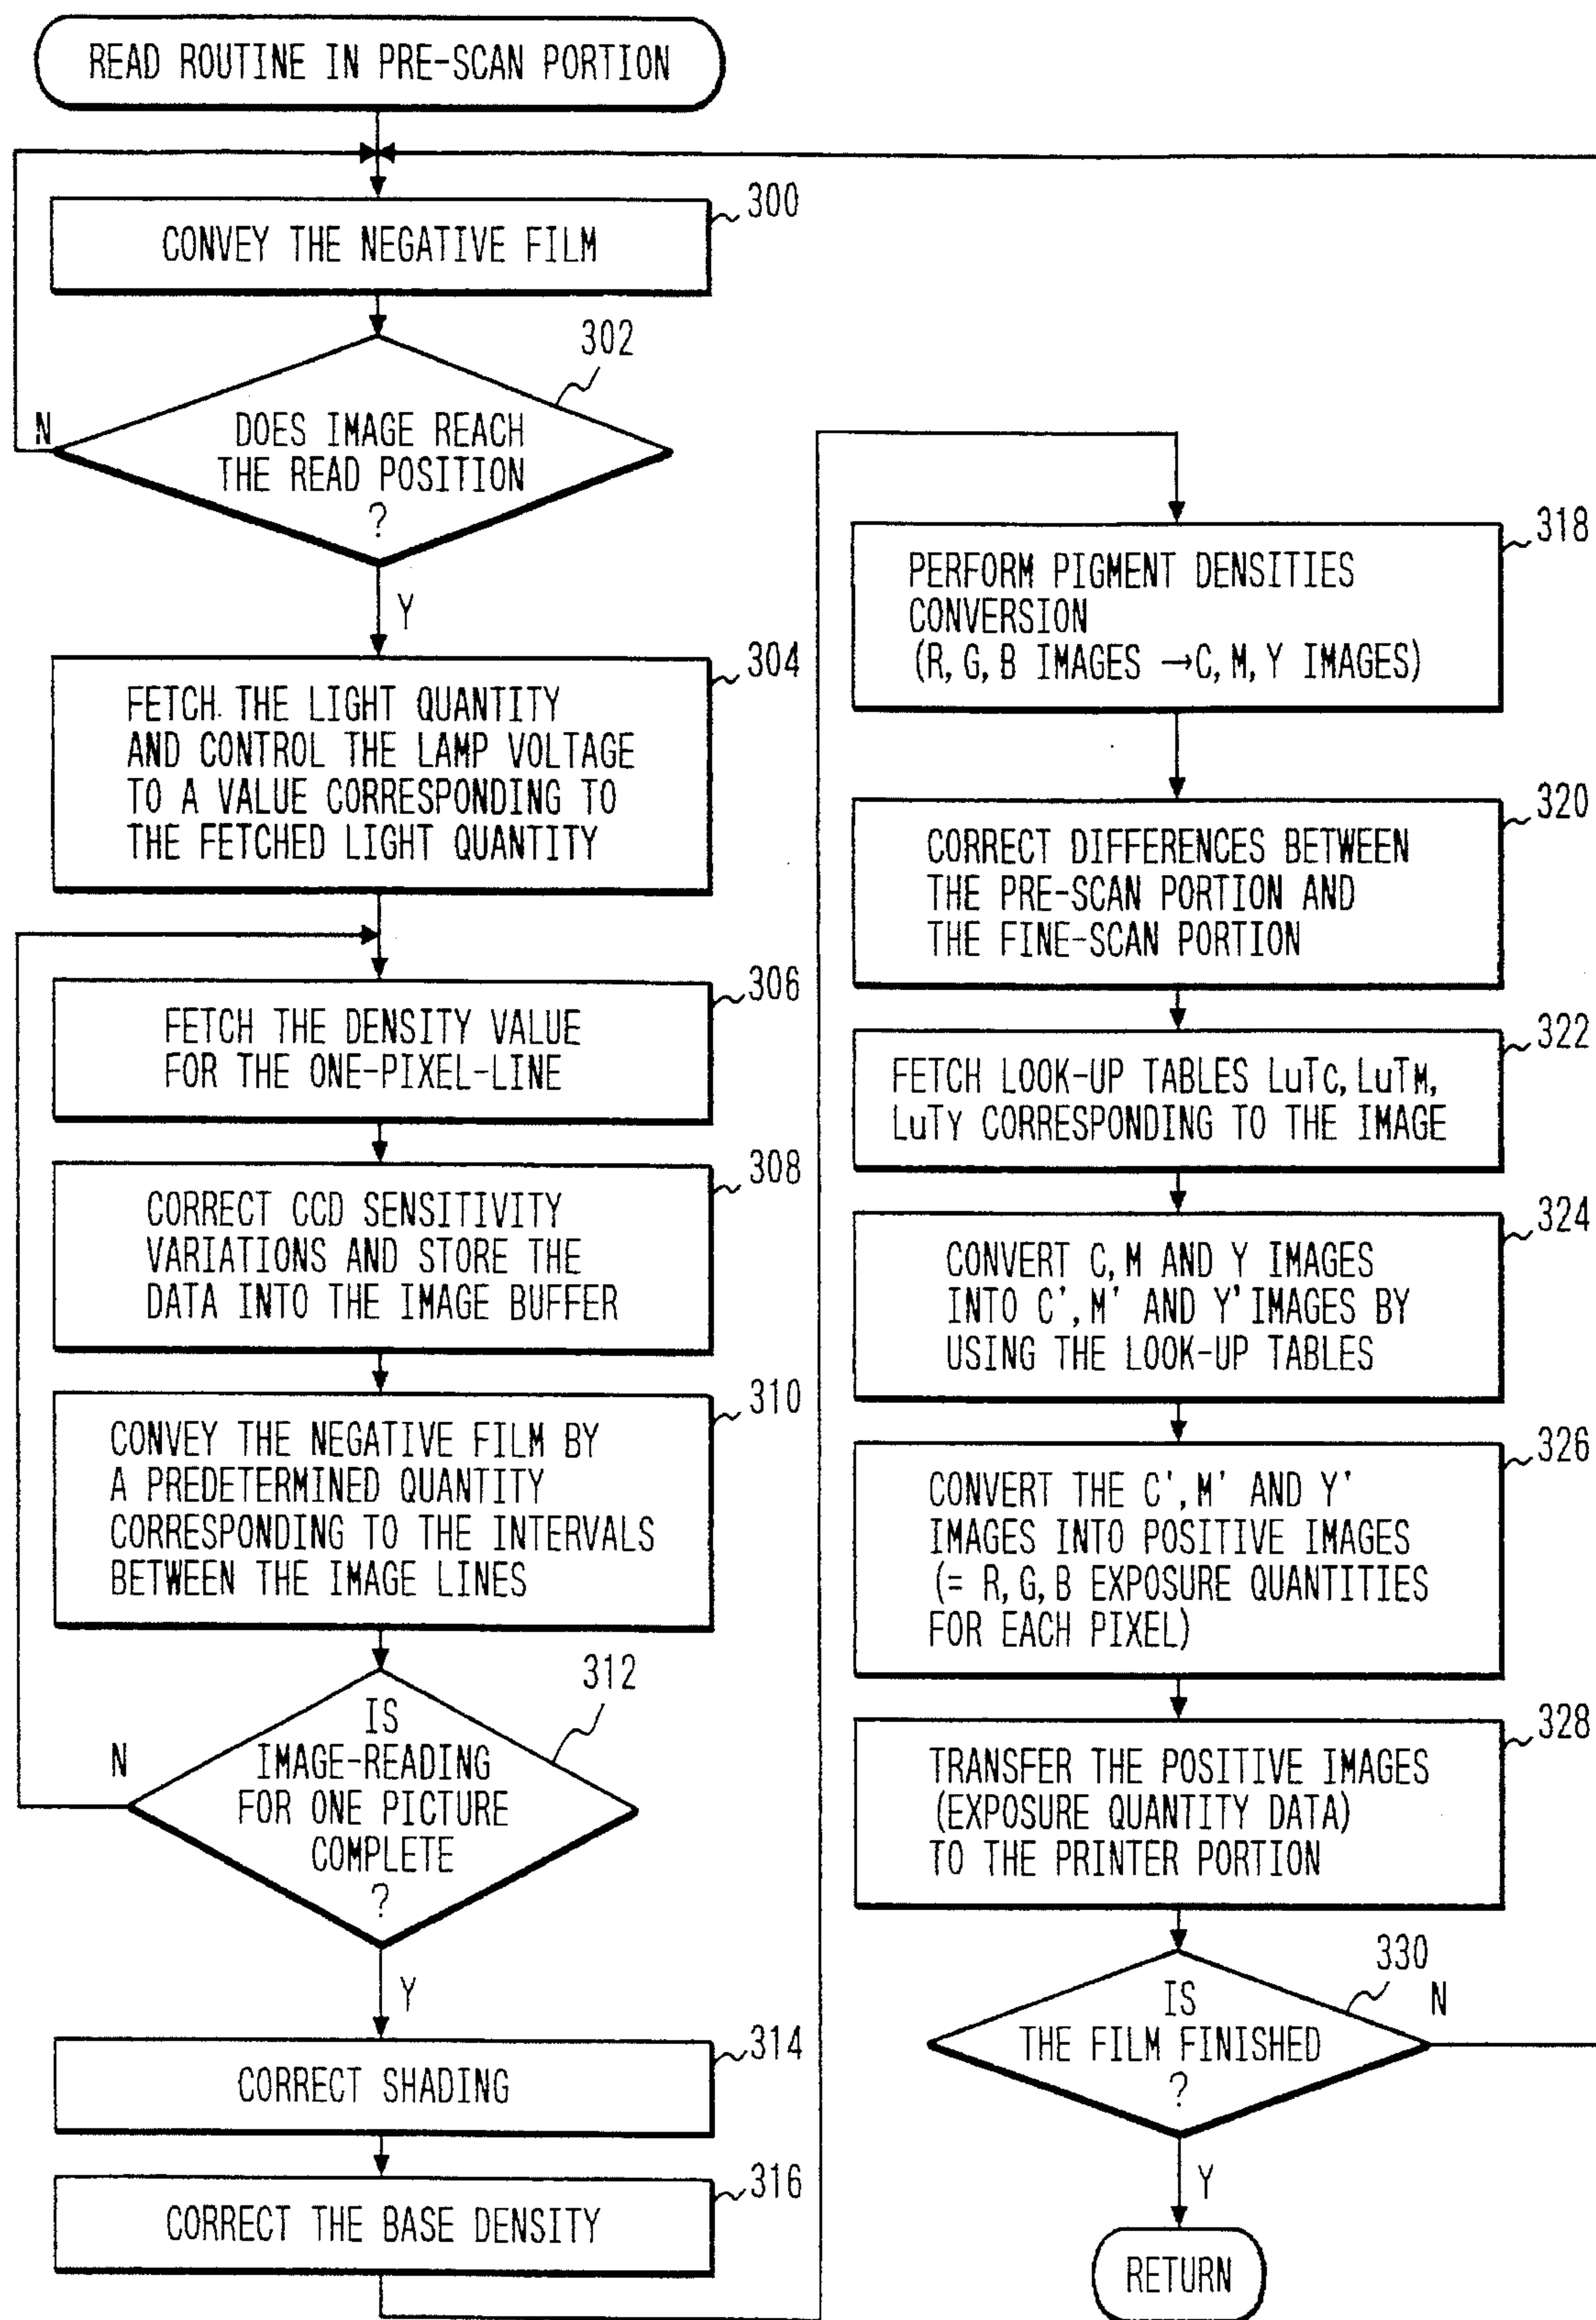 READ ROUTINE IN PRE-SCAN PORTION
300
CONVEY THE NEGATIVE FILM
302
DOES IMAGE REACH
THE READ POSITION
?
N
Y
304
FETCH THE LIGHT QUANTITY
AND CONTROL THE LAMP VOLTAGE
TO A VALUE CORRESPONDING TO
THE FETCHED LIGHT QUANTITY
306
FETCH THE DENSITY VALUE
FOR THE ONE-PIXEL-LINE
308
CORRECT CCD SENSITIVITY
VARIATIONS AND STORE THE
DATA INTO THE IMAGE BUFFER
310
CONVEY THE NEGATIVE FILM BY
A PREDETERMINED QUANTITY
CORRESPONDING TO THE INTERVALS
BETWEEN THE IMAGE LINES
312
IS
IMAGE-READING
FOR ONE PICTURE
COMPLETE
?
N
Y
314
CORRECT SHADING
316
CORRECT THE BASE DENSITY
318
PERFORM PIGMENT DENSITIES
CONVERSION
(R, G, B IMAGES →C, M, Y IMAGES)
320
CORRECT DIFFERENCES BETWEEN
THE PRE-SCAN PORTION AND
THE FINE-SCAN PORTION
322
FETCH LOOK-UP TABLES LuTc, LuTM,
LuTY CORRESPONDING TO THE IMAGE
324
CONVERT C, M AND Y IMAGES
INTO C', M' AND Y' IMAGES BY
USING THE LOOK-UP TABLES
326
CONVERT THE C', M' AND Y'
IMAGES INTO POSITIVE IMAGES
(= R, G, B EXPOSURE QUANTITIES
FOR EACH PIXEL)
328
TRANSFER THE POSITIVE IMAGES
(EXPOSURE QUANTITY DATA)
TO THE PRINTER PORTION
330
IS
THE FILM FINISHED
?
N
Y
RETURN